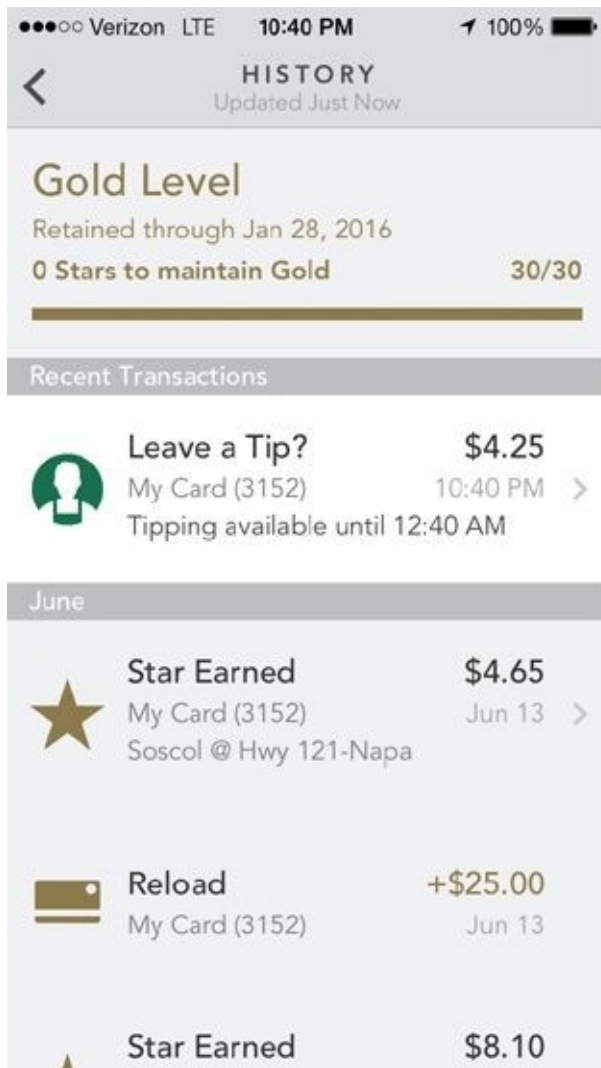 Verizon LTE 10:40 PM 100%
HISTORY
Updated Just Now
Gold Level
Retained through Jan 28, 2016
0 Stars to maintain Gold 30/30
Recent Transactions
Leave a Tip? $4.25
My Card (3152) 10:40 PM
Tipping available until 12:40 AM
June
Star Earned $4.65
My Card (3152) Jun 13
Soscol @ Hwy 121-Napa
Reload +$25.00
My Card (3152) Jun 13
Star Earned $8.10